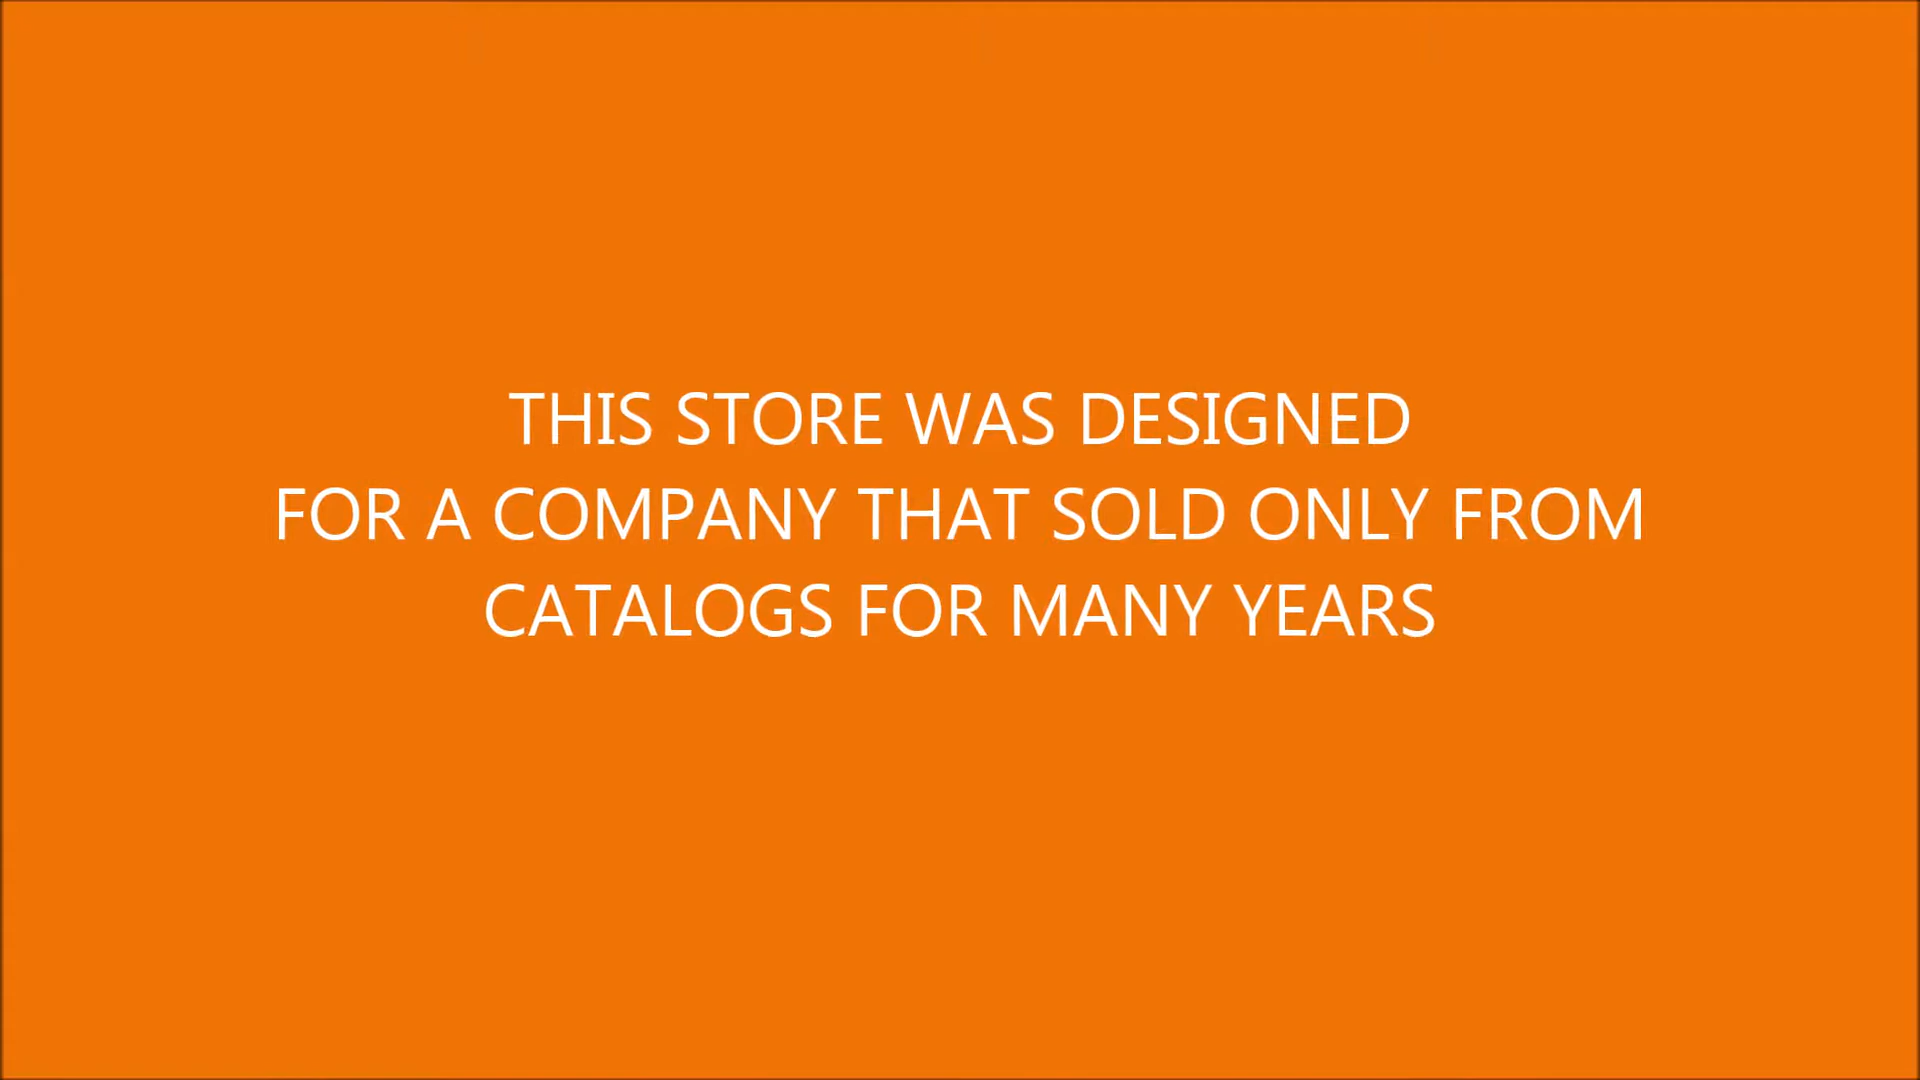 THIS STORE WAS DESIGNED
FOR A COMPANY THAT SOLD ONLY FROM
CATALOGS FOR MANY YEARS